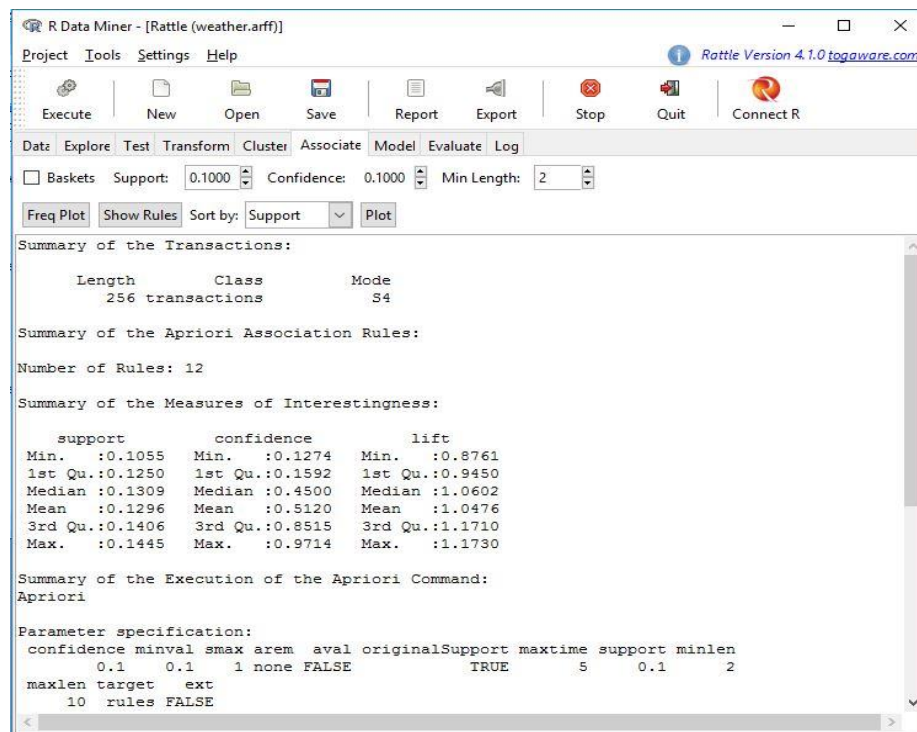 R Data Miner - [Rattle (weather.arff)]
Project Tools Settings Help Rattle Version 4.1.0 togaware.com
Execute New Open Save Report Export Stop Quit Connect R
Data Explore Test Transform Cluster Associate Model Evaluate Log
Baskets Support: 0.1000 Confidence: 0.1000 Min Length: 2
Freq Plot Show Rules Sort by: Support Plot
Summary of the Transactions:
Length Class Mode
256 transactions S4
Summary of the Apriori Association Rules:
Number of Rules: 12
Summary of the Measures of Interestingness:
support confidence lift
Min. :0.1055 Min. :0.1274 Min. :0.8761
1st Qu.:0.1250 1st Qu.:0.1592 1st Qu.:0.9450
Median :0.1309 Median :0.4500 Median :1.0602
Mean :0.1296 Mean :0.5120 Mean :1.0476
3rd Qu.:0.1406 3rd Qu.:0.8515 3rd Qu.:1.1710
Max. :0.1445 Max. :0.9714 Max. :1.1730
Summary of the Execution of the Apriori Command:
Apriori
Parameter specification:
confidence minval smax arem aval originalSupport maxtime support minlen
0.1 0.1 1 none FALSE TRUE 5 0.1 2
maxlen target ext
10 rules FALSE